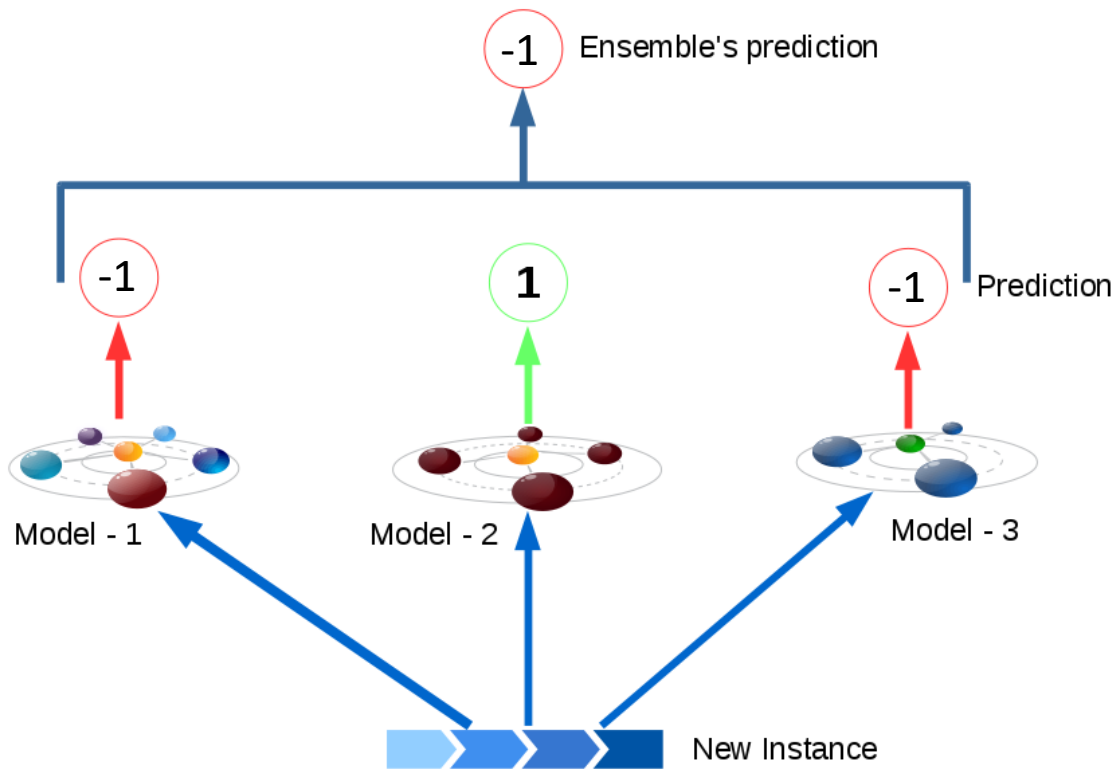 -1 Ensemble's prediction
-1
1
-1 Prediction
Model - 1
Model - 2
Model - 3
New Instance